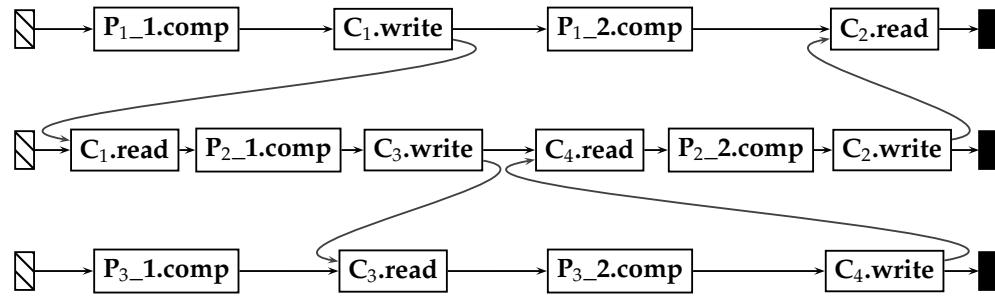 P₁_1.comp C₁.write P₁_2.comp C₂.read
C₁.read P₂_1.comp C₃.write C₄.read P₂_2.comp C₂.write
P₃_1.comp C₃.read P₃_2.comp C₄.write